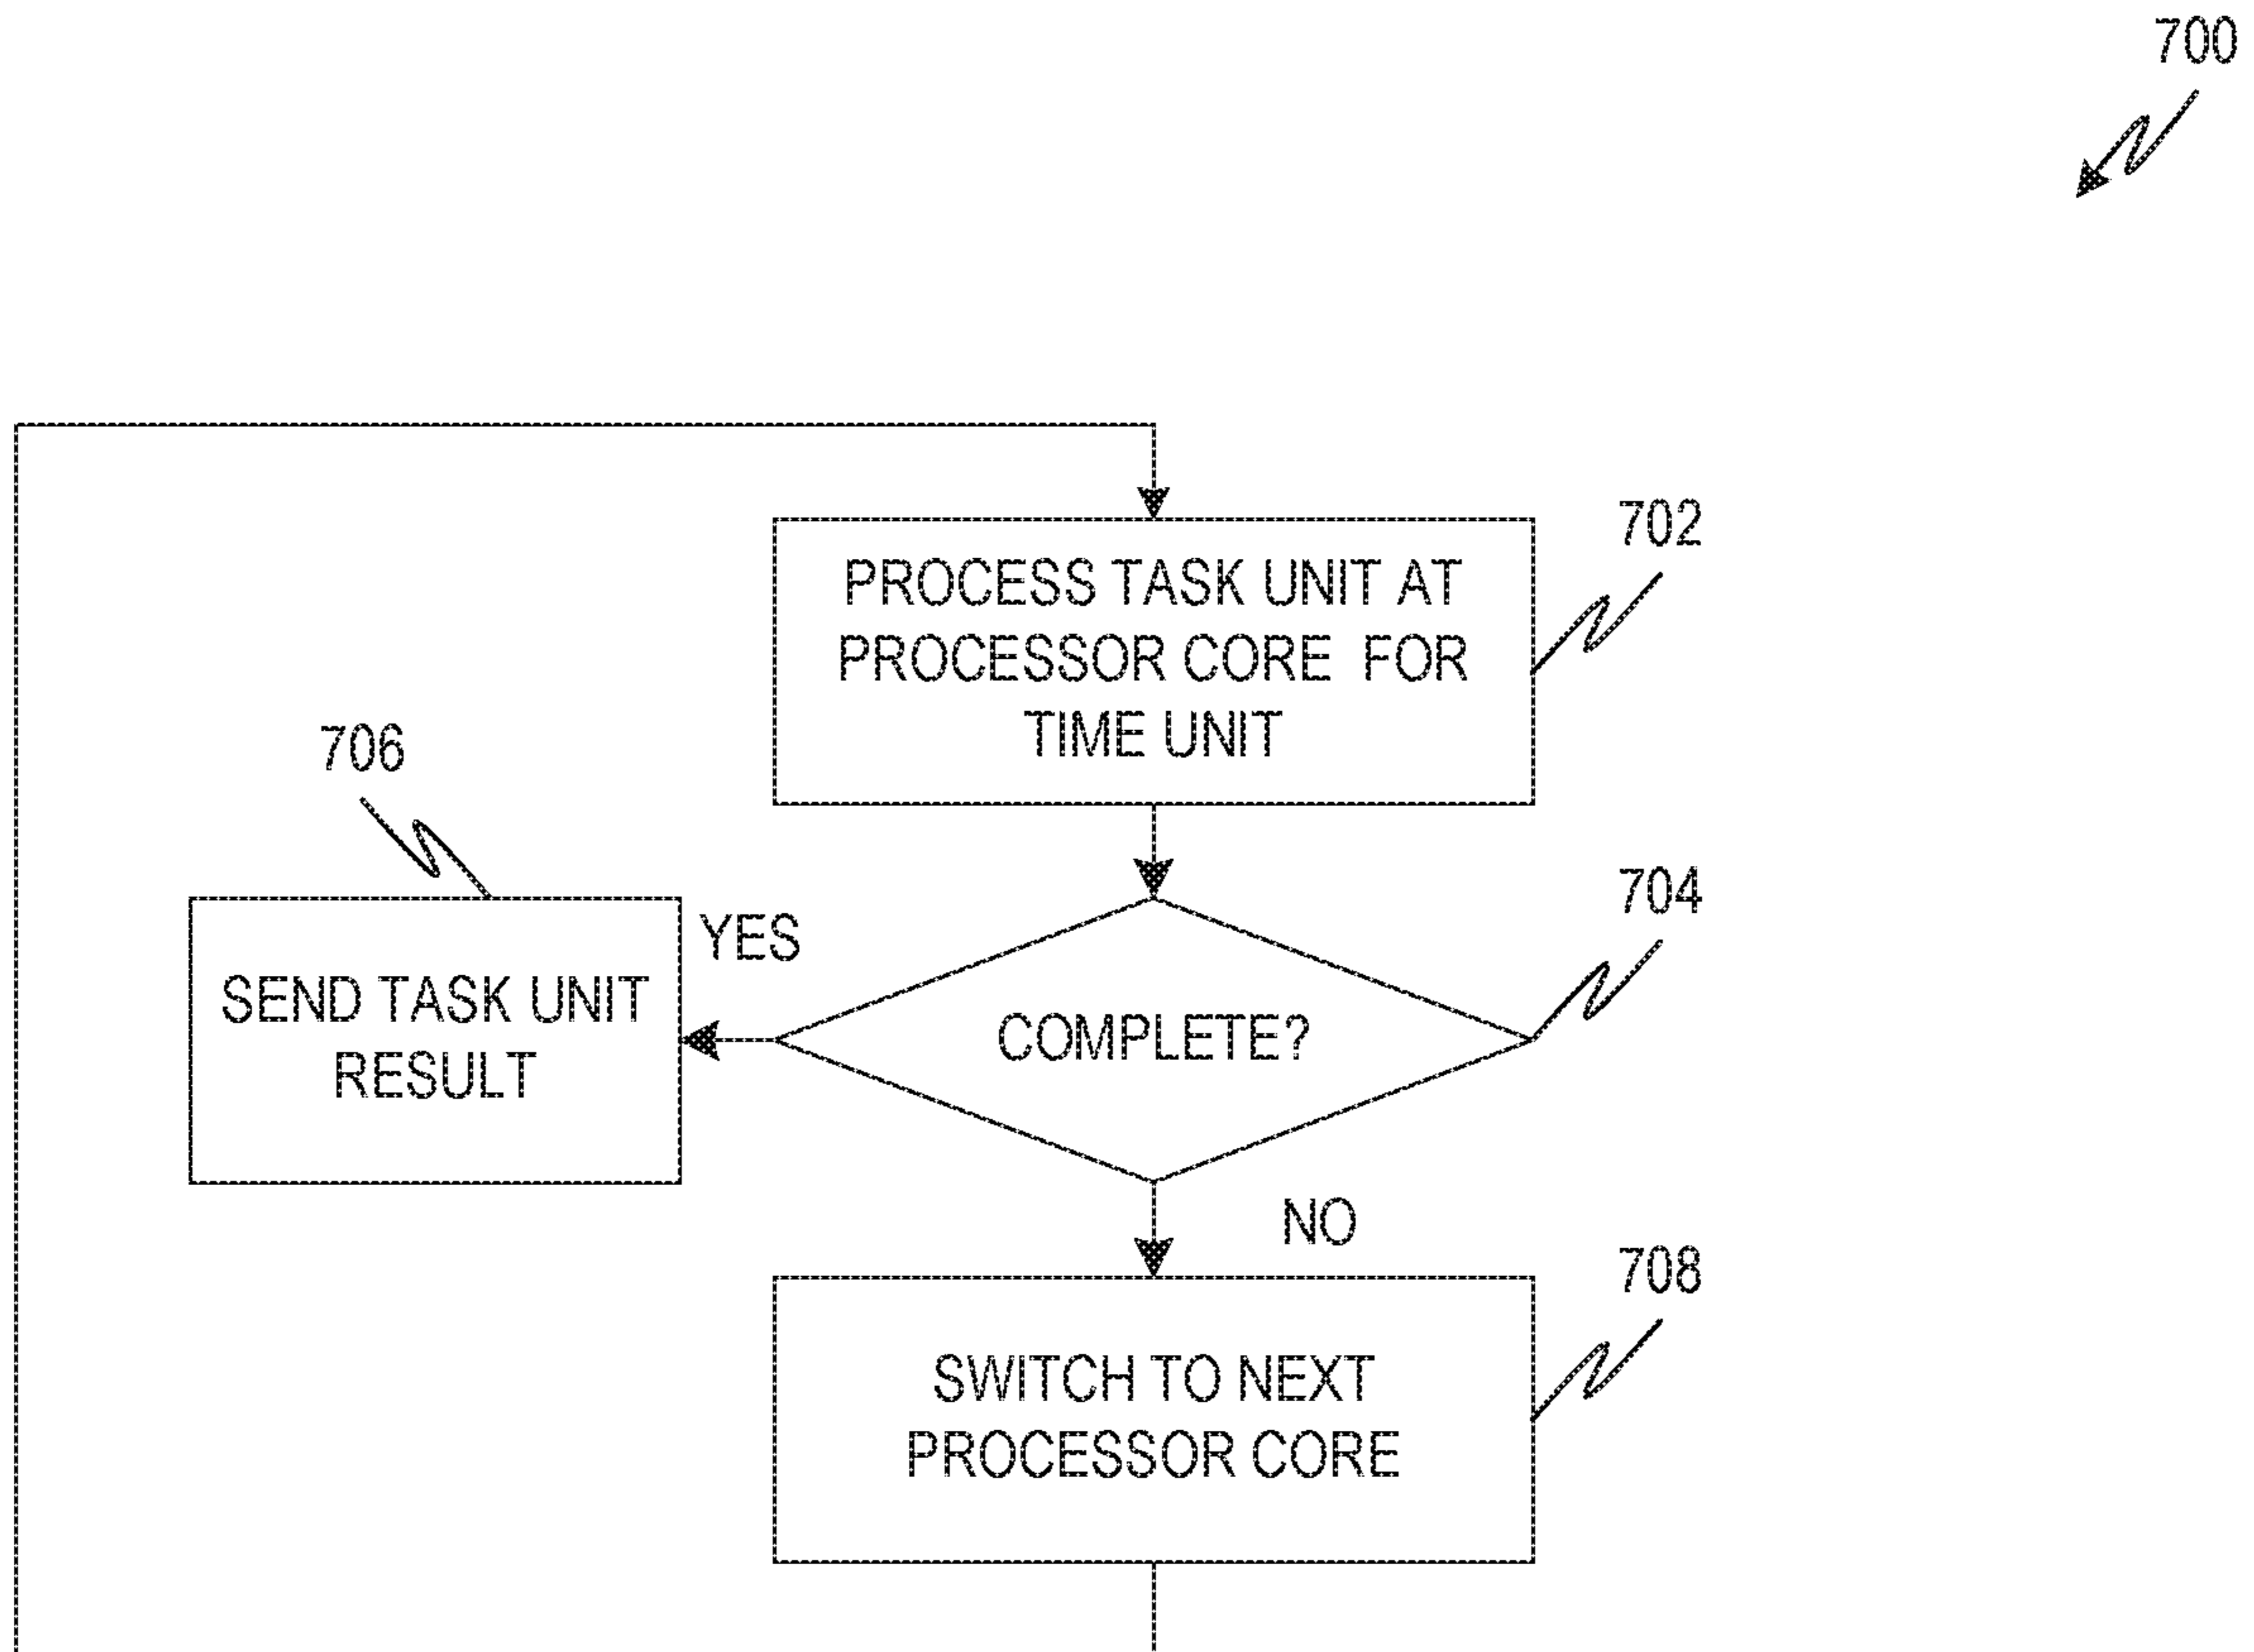 700
702
PROCESS TASK UNIT AT
PROCESSOR CORE FOR
TIME UNIT
706
704
YES
SEND TASK UNIT
RESULT
COMPLETE?
NO
708
SWITCH TO NEXT
PROCESSOR CORE